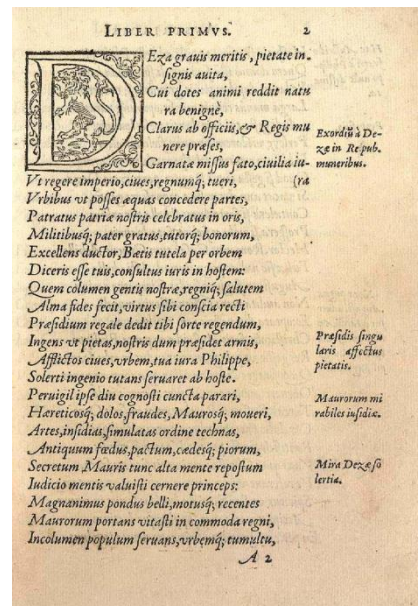 LIBER PRIMVS. 2
DEza grauis meritis, pietate in-
signis auita,
Cui dotes animi reddit natu
ra benignè,
Clarus ab officiis,& Regis mu
nere præses,
Garnatæ missus fato,ciuilia iu-
Vt regere imperio,ciues,regnumq; tueri, (ra
Vrbibus vt posses æquas concedere partes,
Patratus patriæ nostris celebratus in oris,
Militibusq; pater gratus,tutorq; bonorum,
Excellens ductor, Bætis tutela per orbem
Diceris esse tuis,consultus iuris in hostem:
Quem columen gentis nostræ,regniq; salutem
Alma fides fecit,virtus sibi conscia recti
Præsidium regale dedit tibi sorte regendum,
Ingens vt pietas,nostris dum præsidet armis,
Afflictos ciues,vrbem,tua iura Philippe,
Solerti ingenio tutans seruaret ab hoste.
Peruigil ipse diu cognosti cuncta parari,
Hæreticosq; dolos,fraudes, Maurosq; moueri,
Artes,insidias,simulatas ordine technas,
Antiquum fœdus,pactum,cædesq; piorum,
Secretum Mauris tunc alta mente repostum
Iudicio mentis valuisti cernere princeps:
Magnanimus pondus belli,motusq; recentes
Maurorum portans vitasti in commoda regni,
Incolumen populum seruans,vrbemq; tumultu,
A 2
Exordiũ à De-
zæ in Repub.
muneribus.
Præsidis singu
laris affectus
pietatis.
Maurorum mi
rabiles insidiæ.
Mira Dezæ so
lertia.